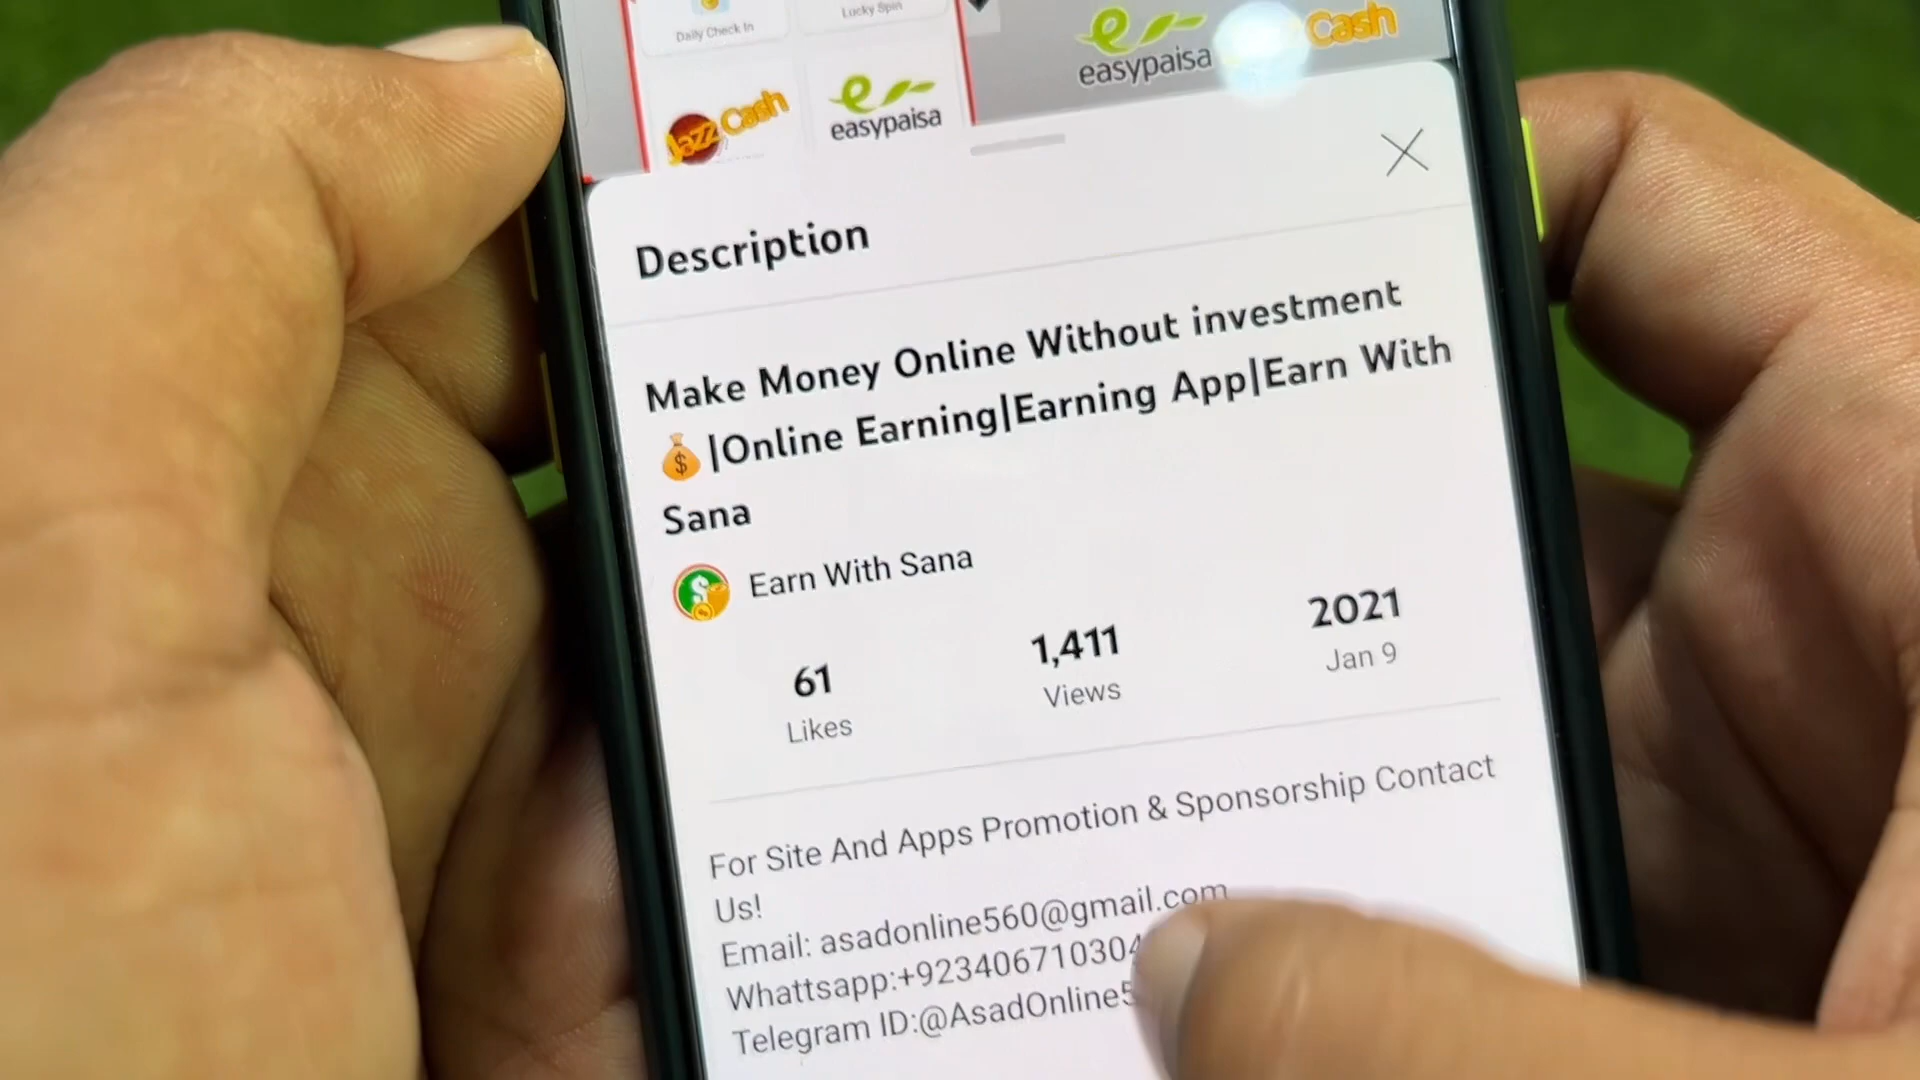 Daily Check In
Lucky Spin
JazzCash
easypaisa
easypaisa
Cash
Description
Make Money Online Without investment
💰|Online Earning|Earning App|Earn With
Sana
Earn With Sana
61
Likes
1,411
Views
2021
Jan 9
For Site And Apps Promotion & Sponsorship Contact
Us!
Email: asadonline560@gmail.com
Whattsapp:+92340671030
Telegram ID:@AsadOnline